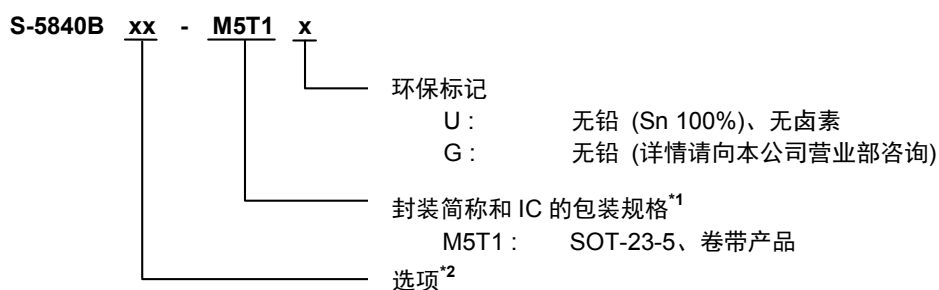 S-5840B xx - M5T1 x
环保标记
U : 无铅 (Sn 100%)、无卤素
G : 无铅 (详情请向本公司营业部咨询)
封装简称和 IC 的包装规格*1
M5T1 : SOT-23-5、卷带产品
选项*2